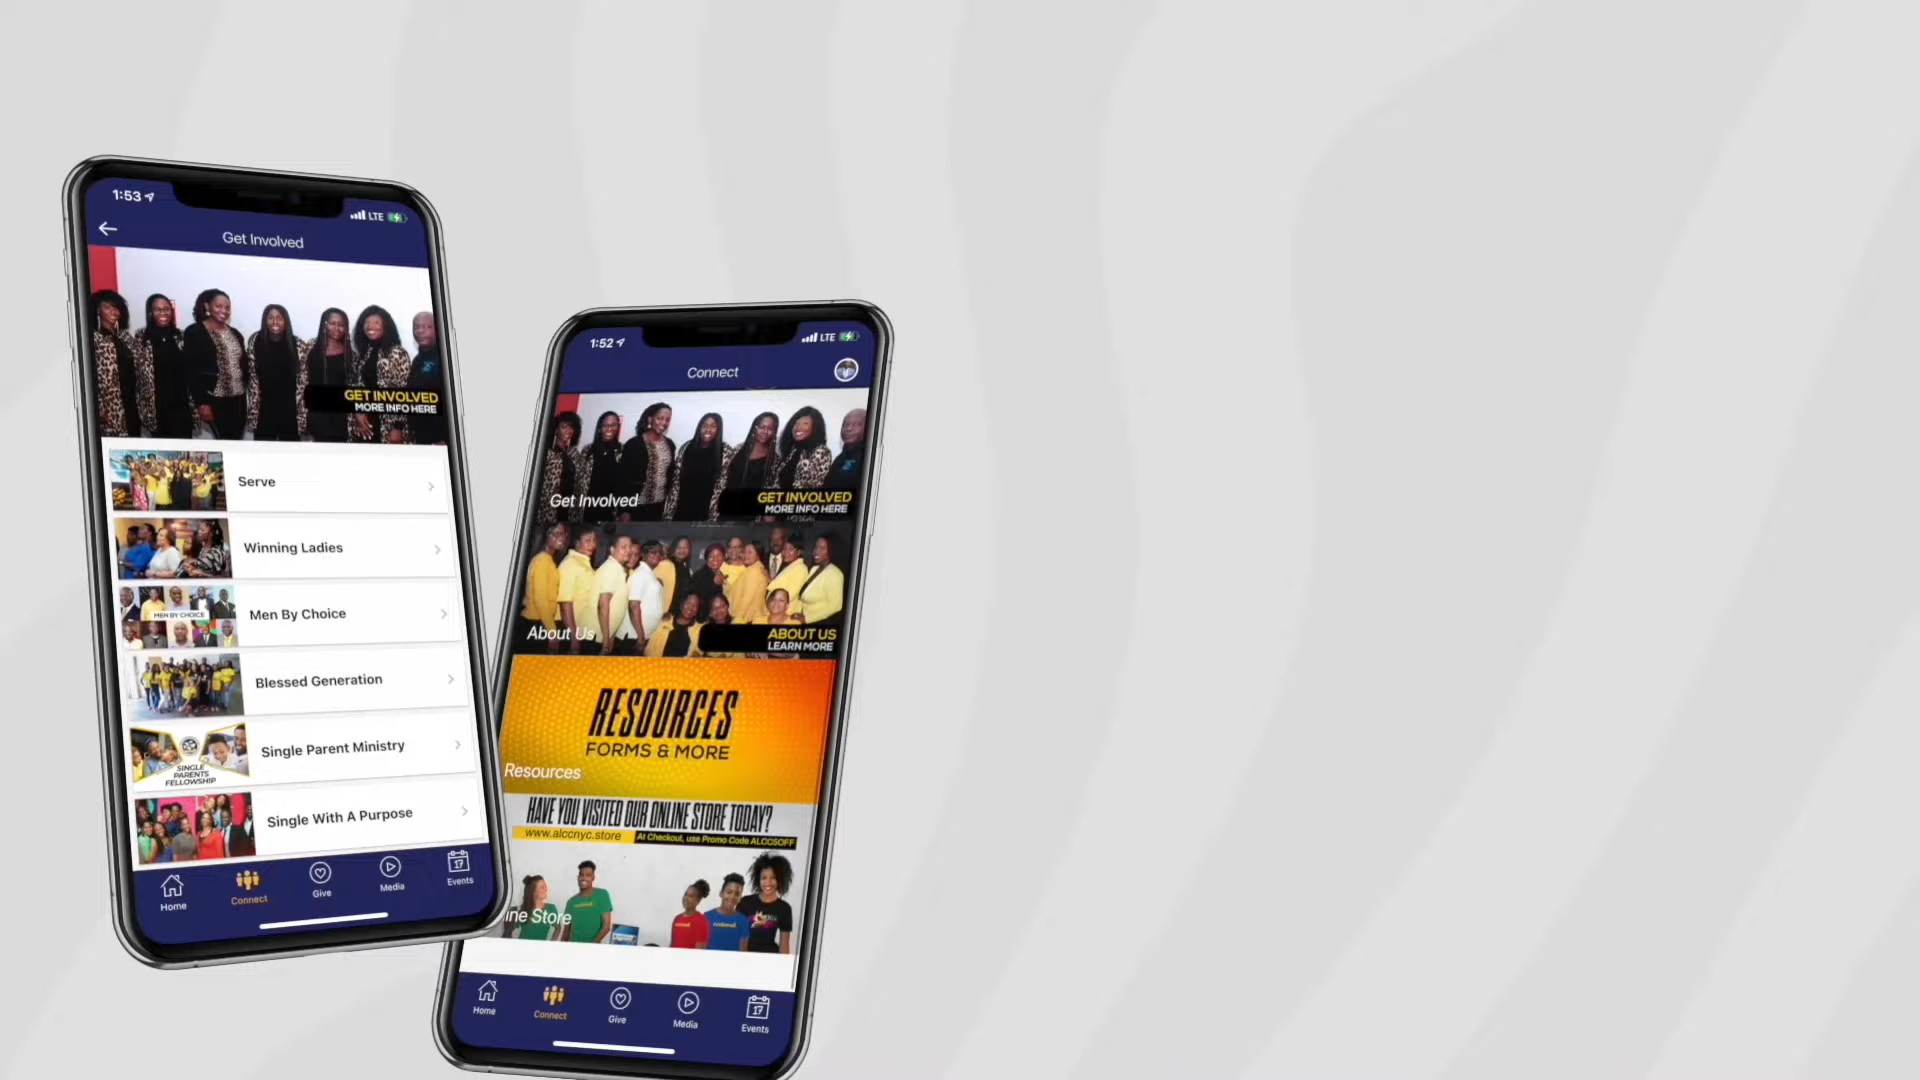 1:53
LTE
Get Involved
GET INVOLVED
MORE INFO HERE
Serve
Winning Ladies
MEN BY CHOICE
Men By Choice
Blessed Generation
Single Parent Ministry
SINGLE
PARENTS
FELLOWSHIP
Single With A Purpose
Home
Connect
Give
Media
17
Events
1:52
LTE
Connect
Get Involved
GET INVOLVED
MORE INFO HERE
About Us
ABOUT US
LEARN MORE
RESOURCES
FORMS & MORE
Resources
HAVE YOU VISITED OUR ONLINE STORE TODAY?
www.alccnyc.store
At Checkout, use Promo Code ALCC5OFF
ine Store
Home
Connect
Give
Media
17
Events